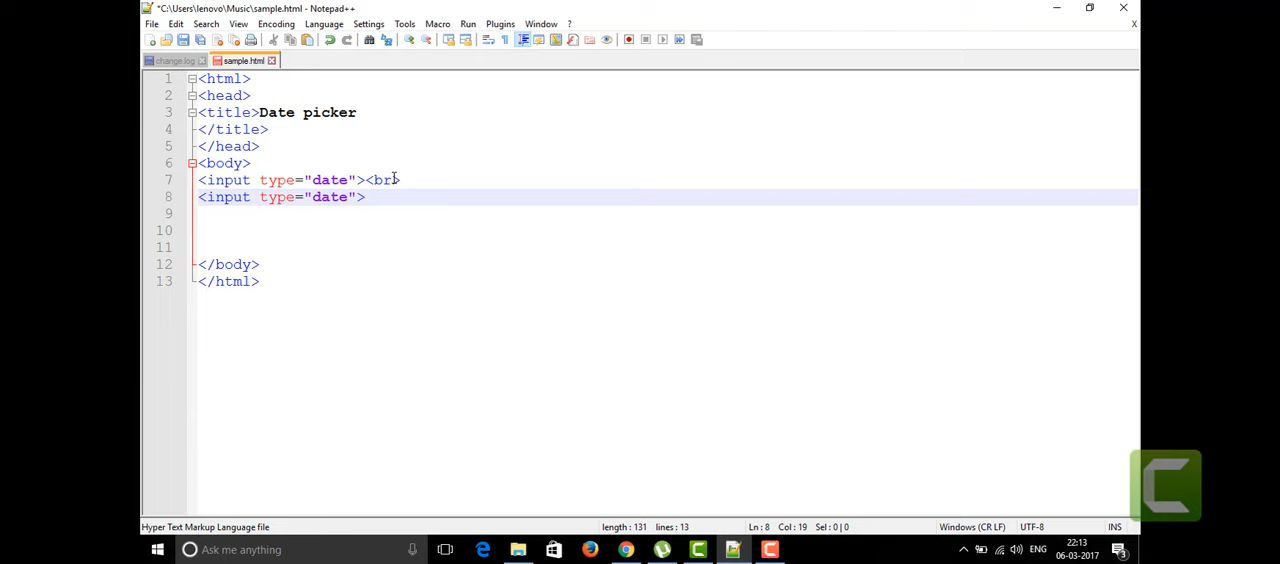 *C:\Users\lenovo\Music\sample.html - Notepad++
File Edit Search View Encoding Language Settings Tools Macro Run Plugins Window ? X
change.log sample.html
1 <html>
2 <head>
3 <title>Date picker
4 </title>
5 </head>
6 <body>
7 <input type="date"><br>
8 <input type="date">
9
10
11
12 </body>
13 </html>
Hyper Text Markup Language file length : 131 lines : 13 Ln : 8 Col : 19 Sel : 0 | 0 Windows (CR LF) UTF-8 INS
Ask me anything ENG 22:13
06-03-2017